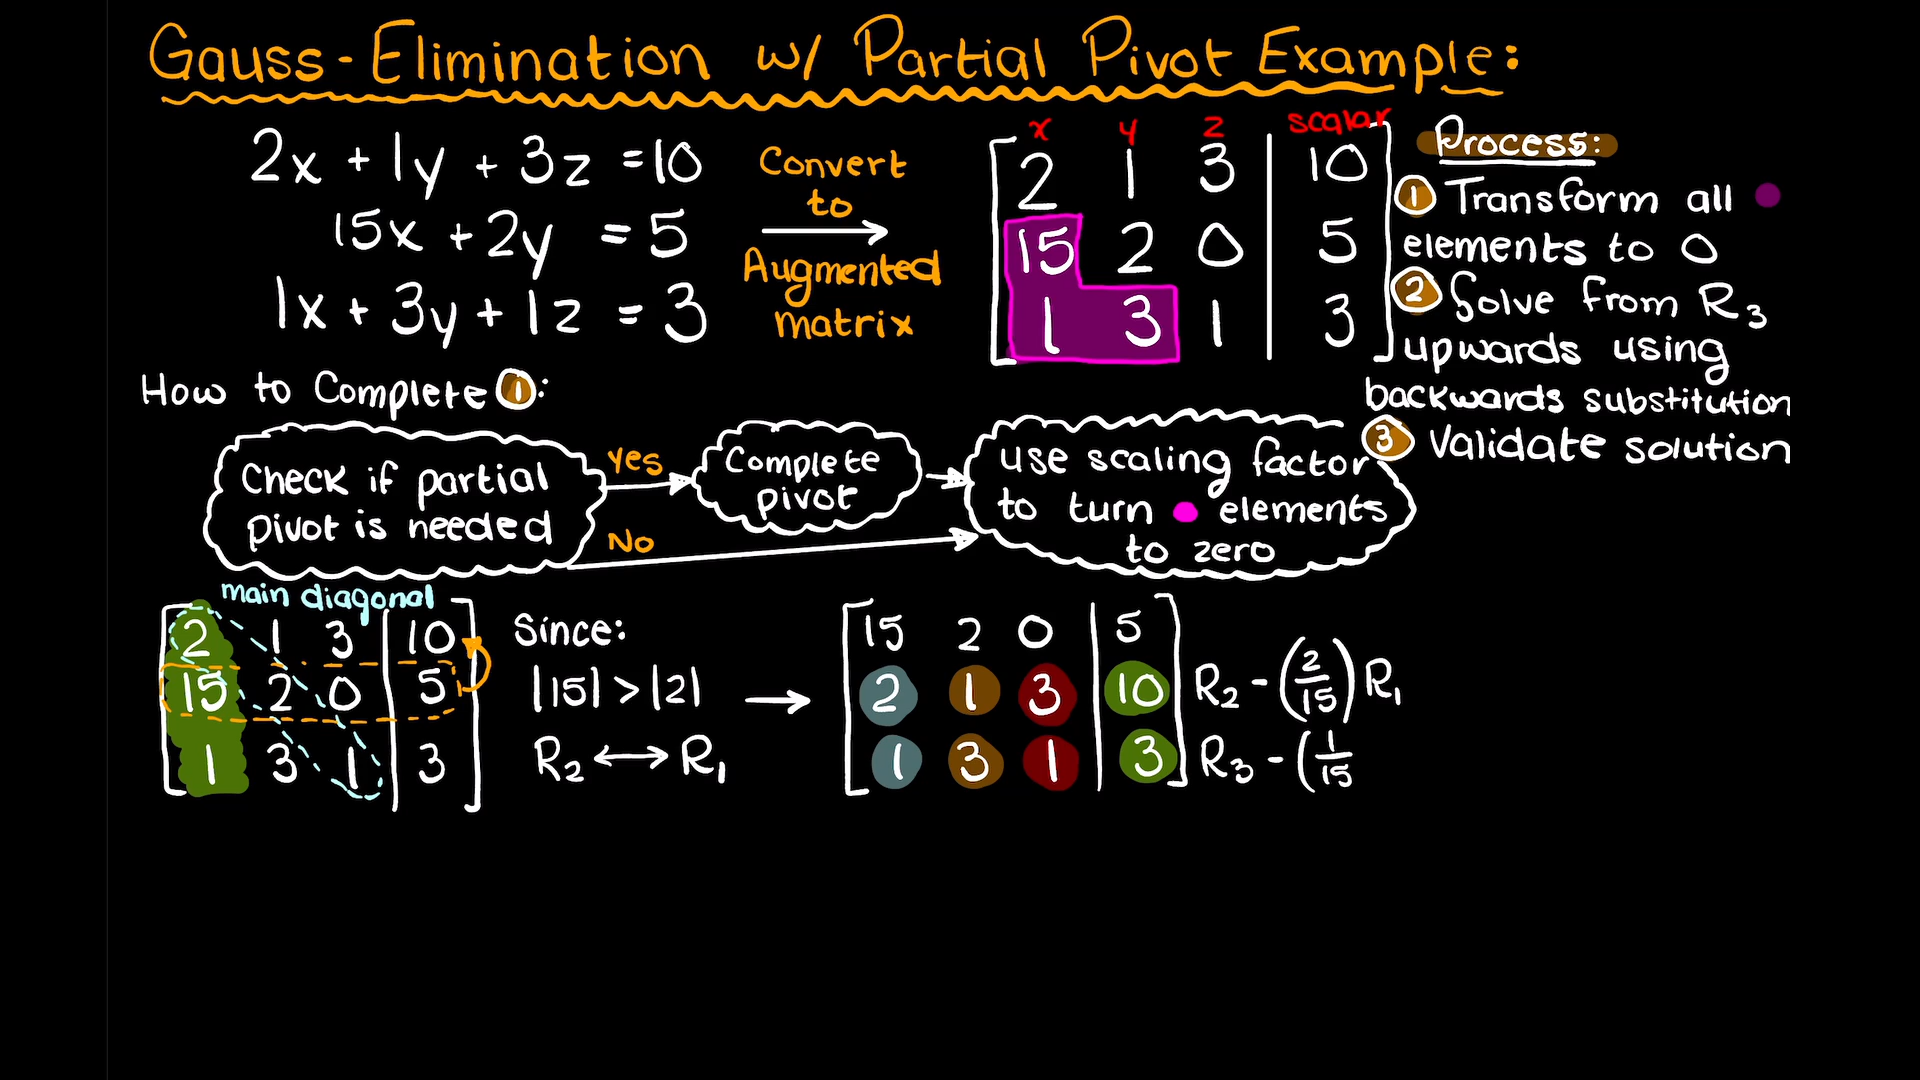 Gauss-Elimination w/ Partial Pivot Example:
2x + 1y + 3z = 10
15x + 2y = 5
1x + 3y + 1z = 3
Convert
to
Augmented
matrix
x y z scalar
2 1 3 | 10
15 2 0 | 5
1 3 1 | 3
Process:
① Transform all
elements to 0
② Solve from R₃
upwards using
backwards substitution
③ Validate solution
How to Complete ①:
Check if partial
pivot is needed
Yes
No
Complete
pivot
use scaling factor
to turn elements
to zero
main diagonal
2 1 3 | 10
15 2 0 | 5
1 3 1 | 3
Since:
|15| > |2|
R₂ ↔ R₁
15 2 0 | 5
2 1 3 | 10 R₂ - (2/15) R₁
1 3 1 | 3 R₃ - (1/15